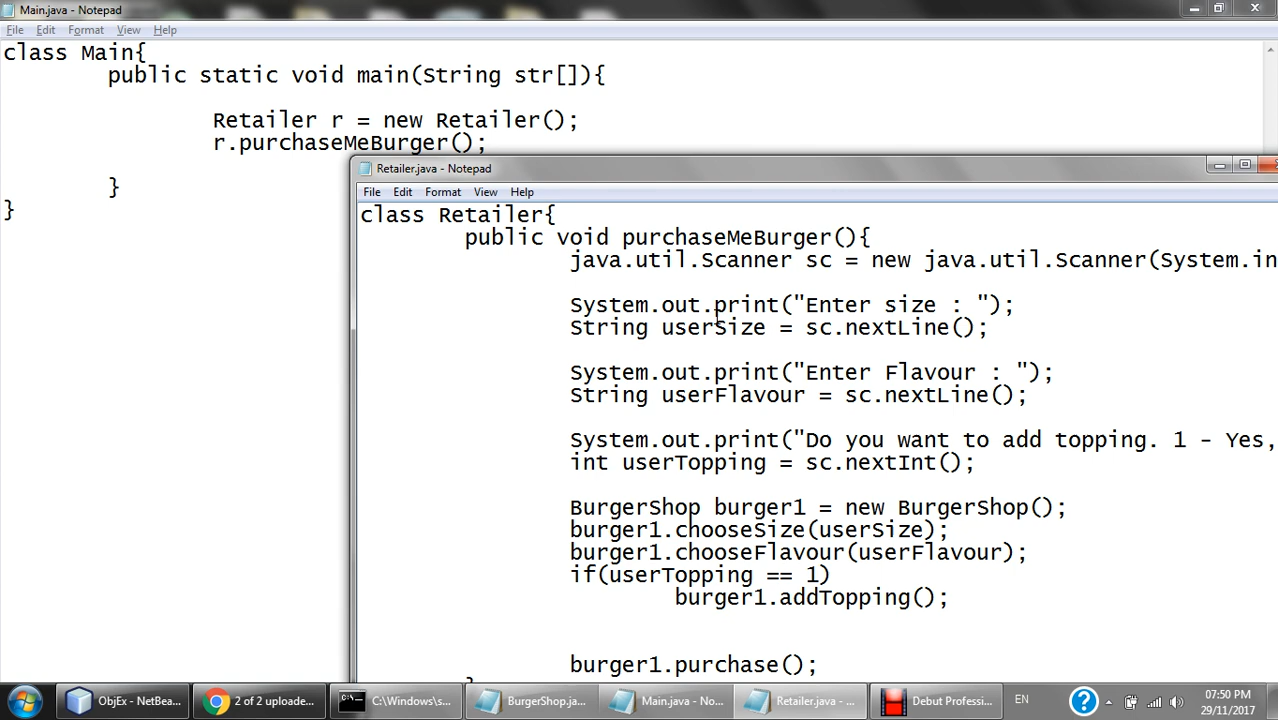 Main.java - Notepad
File Edit Format View Help
class Main{
public static void main(String str[]){
Retailer r = new Retailer();
r.purchaseMeBurger();
}
}
Retailer.java - Notepad
File Edit Format View Help
class Retailer{
public void purchaseMeBurger(){
java.util.Scanner sc = new java.util.Scanner(System.in
System.out.print("Enter size : ");
String userSize = sc.nextLine();
System.out.print("Enter Flavour : ");
String userFlavour = sc.nextLine();
System.out.print("Do you want to add topping. 1 - Yes,
int userTopping = sc.nextInt();
BurgerShop burger1 = new BurgerShop();
burger1.chooseSize(userSize);
burger1.chooseFlavour(userFlavour);
if(userTopping == 1)
burger1.addTopping();
burger1.purchase();
}
ObjEx - NetBea... 2 of 2 uploade... C:\Windows\s... BurgerShop.ja... Main.java - No... Retailer.java - ... Debut Professi... EN 07:50 PM
29/11/2017